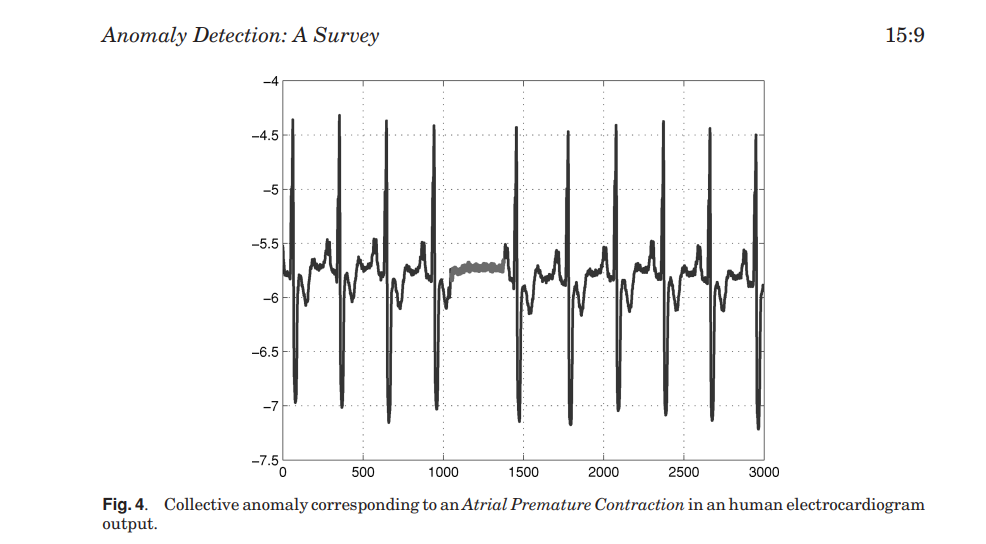 Anomaly Detection: A Survey 15:9
−4
−4.5
−5
−5.5
−6
−6.5
−7
−7.5
0 500 1000 1500 2000 2500 3000
Fig. 4. Collective anomaly corresponding to an Atrial Premature Contraction in an human electrocardiogram
output.